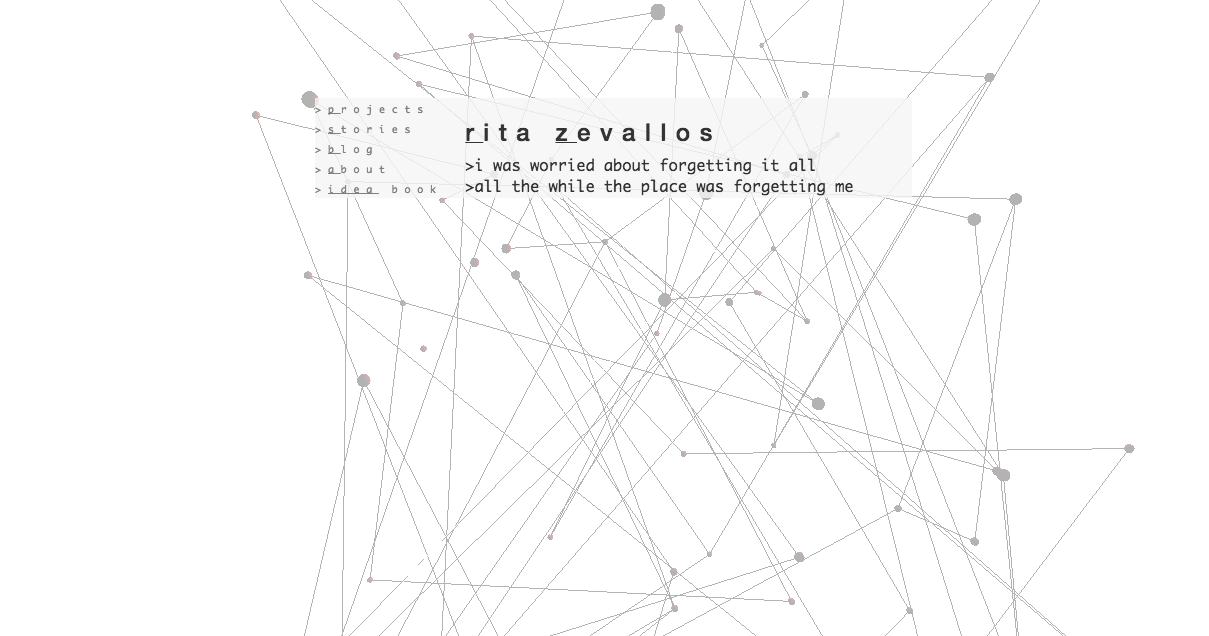 >projects
>stories
>blog
>about
>idea book
rita zevallos
>i was worried about forgetting it all
>all the while the place was forgetting me